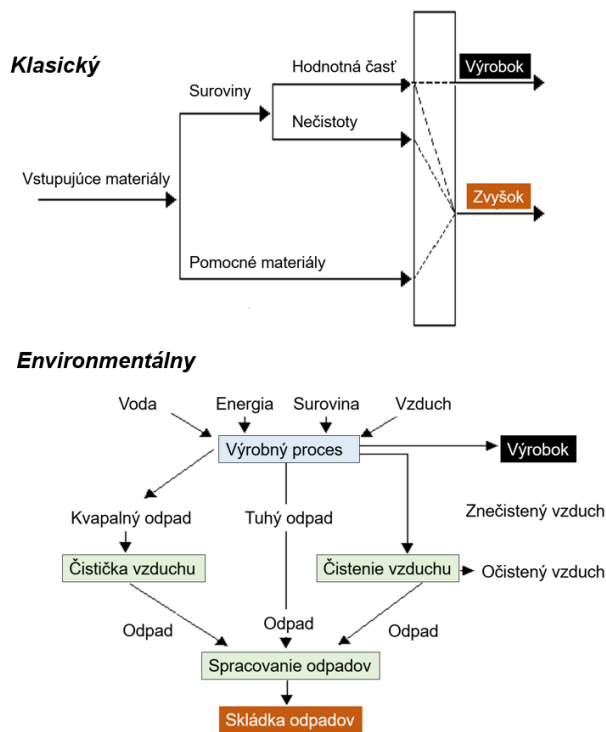 Klasický
Hodnotná časť
Výrobok
Suroviny
Nečistoty
Vstupujúce materiály
Zvyšok
Pomocné materiály
Environmentálny
Voda
Energia
Surovina
Vzduch
Výrobný proces
Výrobok
Znečistený vzduch
Kvapalný odpad
Tuhý odpad
Čistička vzduchu
Čistenie vzduchu
Očistený vzduch
Odpad
Odpad
Odpad
Spracovanie odpadov
Skládka odpadov